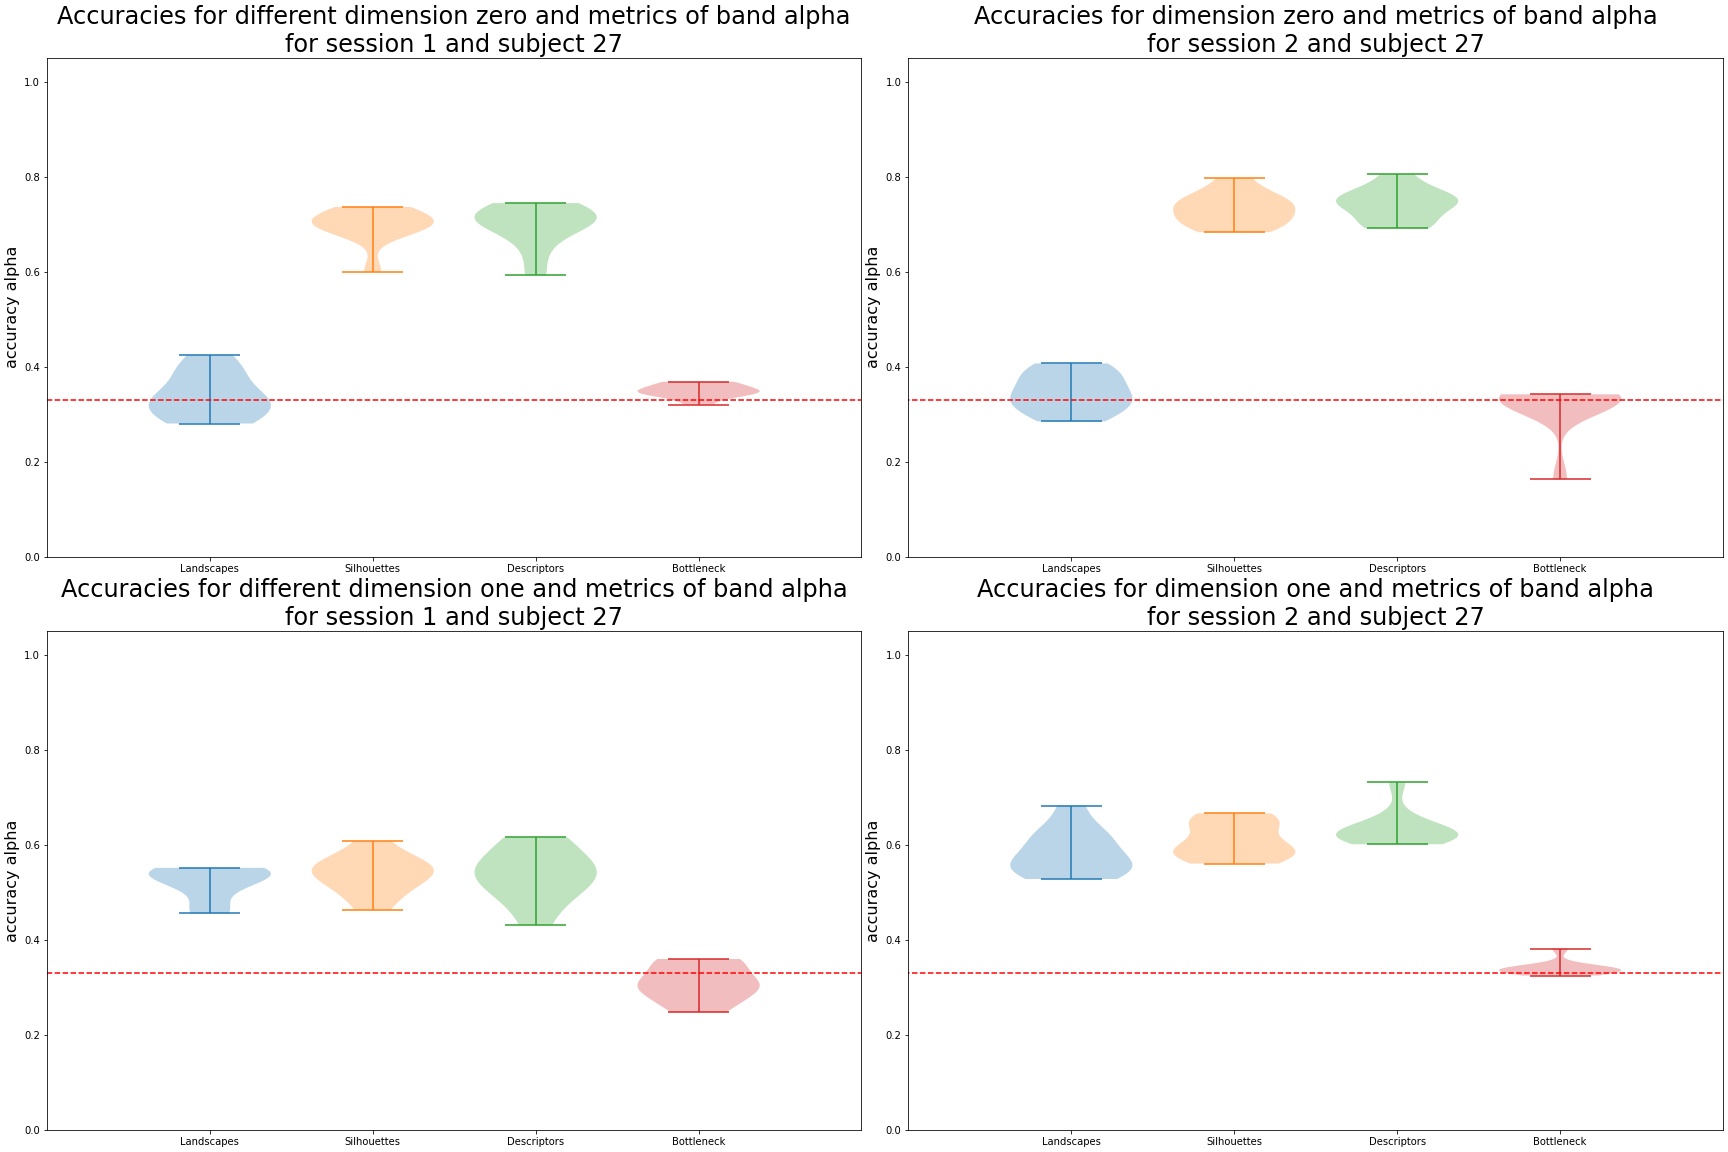 Accuracies for different dimension zero and metrics of band alpha
for session 1 and subject 27
accuracy alpha
1.0
0.8
0.6
0.4
0.2
0.0
Landscapes Silhouettes Descriptors Bottleneck
Accuracies for dimension zero and metrics of band alpha
for session 2 and subject 27
accuracy alpha
1.0
0.8
0.6
0.4
0.2
0.0
Landscapes Silhouettes Descriptors Bottleneck
Accuracies for different dimension one and metrics of band alpha
for session 1 and subject 27
accuracy alpha
1.0
0.8
0.6
0.4
0.2
0.0
Landscapes Silhouettes Descriptors Bottleneck
Accuracies for dimension one and metrics of band alpha
for session 2 and subject 27
accuracy alpha
1.0
0.8
0.6
0.4
0.2
0.0
Landscapes Silhouettes Descriptors Bottleneck